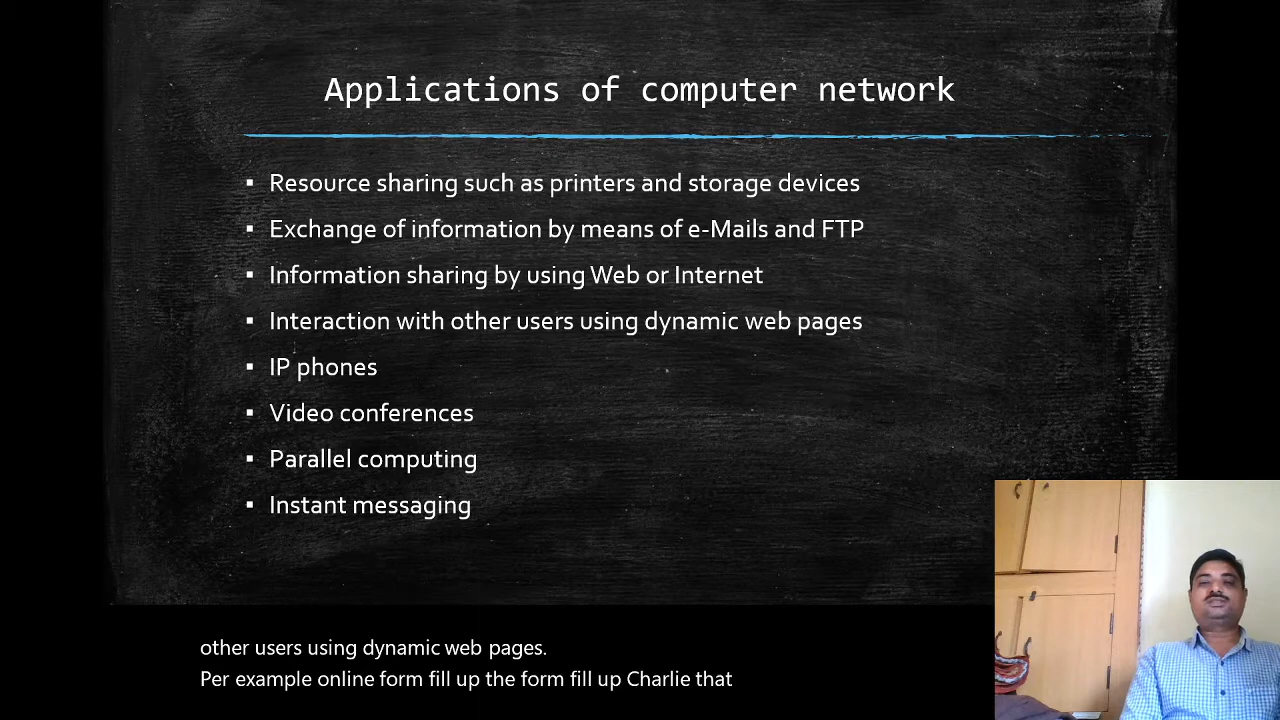 Applications of computer network
▪ Resource sharing such as printers and storage devices
▪ Exchange of information by means of e-Mails and FTP
▪ Information sharing by using Web or Internet
▪ Interaction with other users using dynamic web pages
▪ IP phones
▪ Video conferences
▪ Parallel computing
▪ Instant messaging
other users using dynamic web pages.
Per example online form fill up the form fill up Charlie that